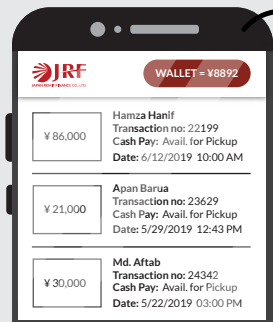 JRF
JAPAN REMIT FINANCE CO., LTD.
WALLET = ¥8892
Hamza Hanif
Transaction no: 22199
¥ 86,000
Cash Pay: Avail. for Pickup
Date: 6/12/2019 10:00 AM
Apan Barua
Transaction no: 23629
¥ 21,000
Cash Pay: Avail. for Pickup
Date: 5/29/2019 12:43 PM
Md. Aftab
Transaction no: 24342
¥ 30,000
Cash Pay: Avail. for Pickup
Date: 5/22/2019 03:00 PM